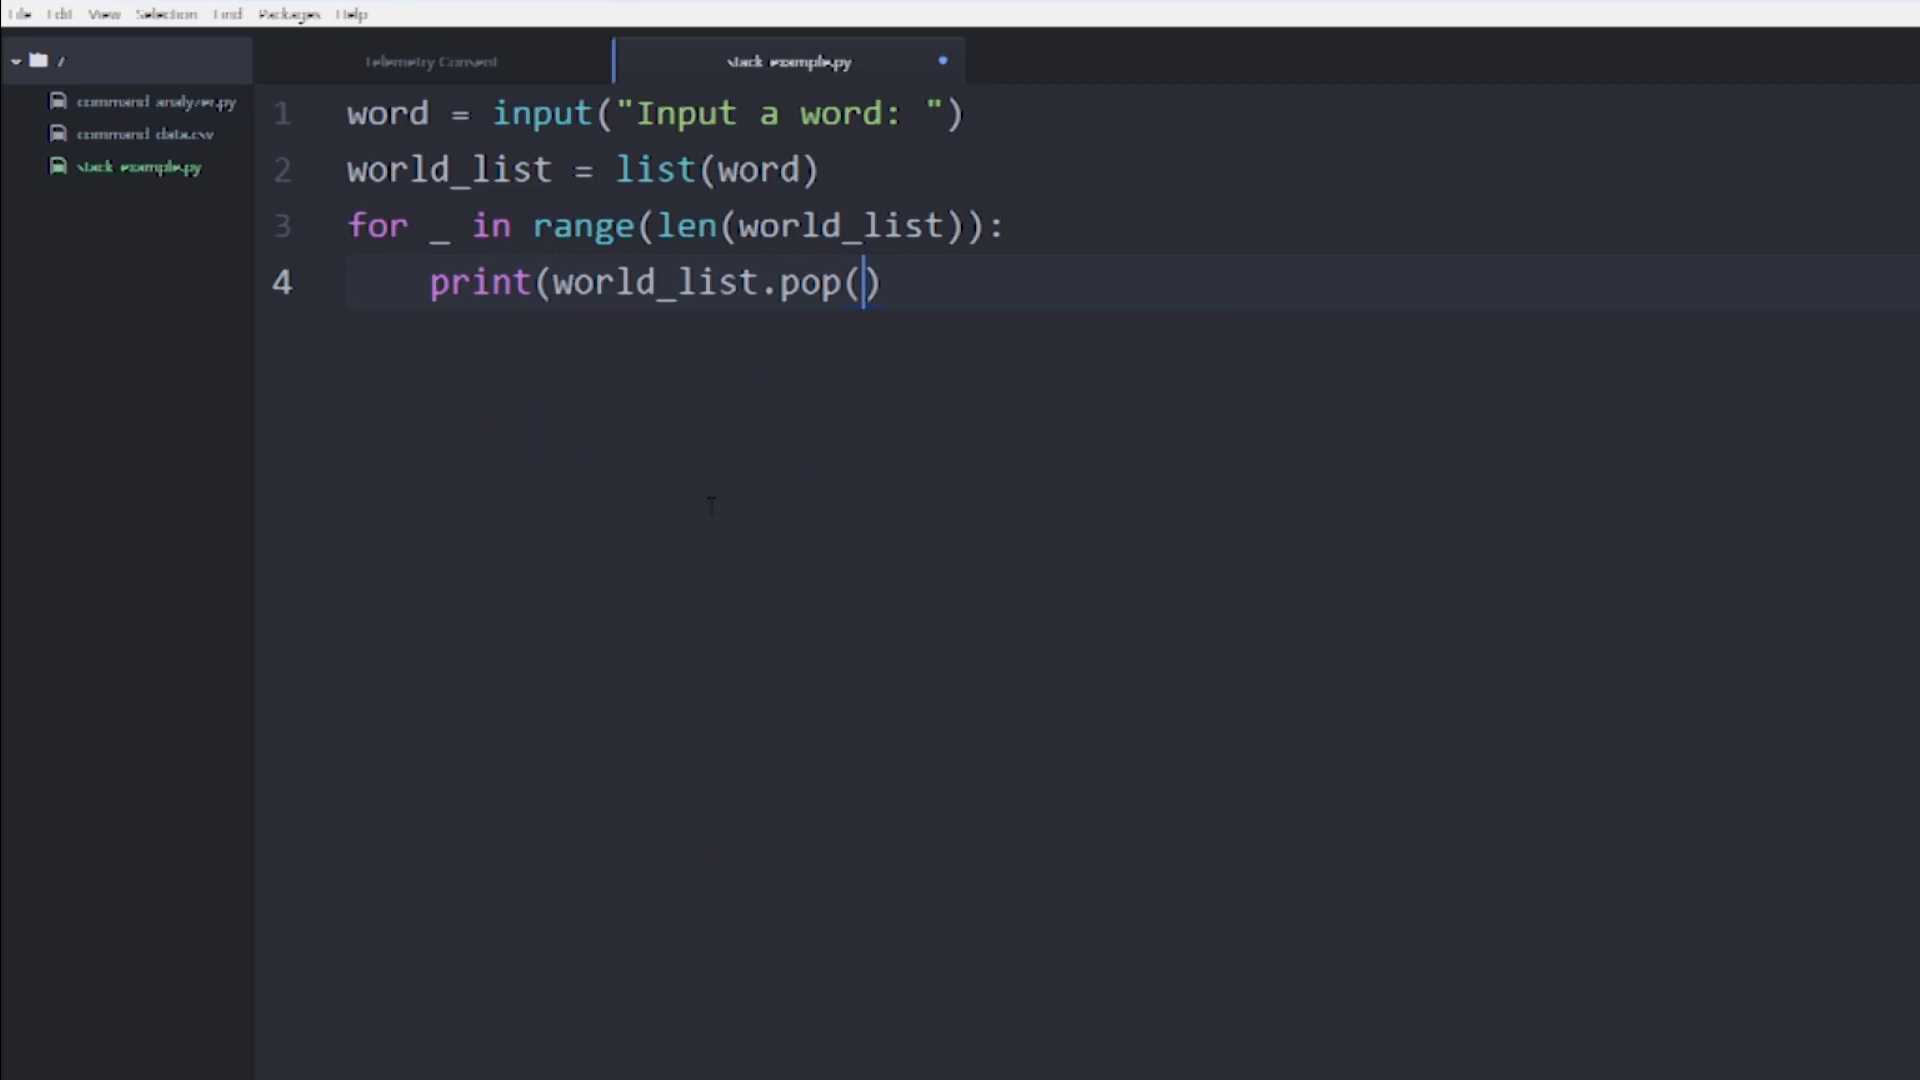 File Edit View Selection Find Packages Help
/
Telemetry Consent
stack example.py
command analyzer.py
command data.csv
stack example.py
1 word = input("Input a word: ")
2 world_list = list(word)
3 for _ in range(len(world_list)):
4 print(world_list.pop()